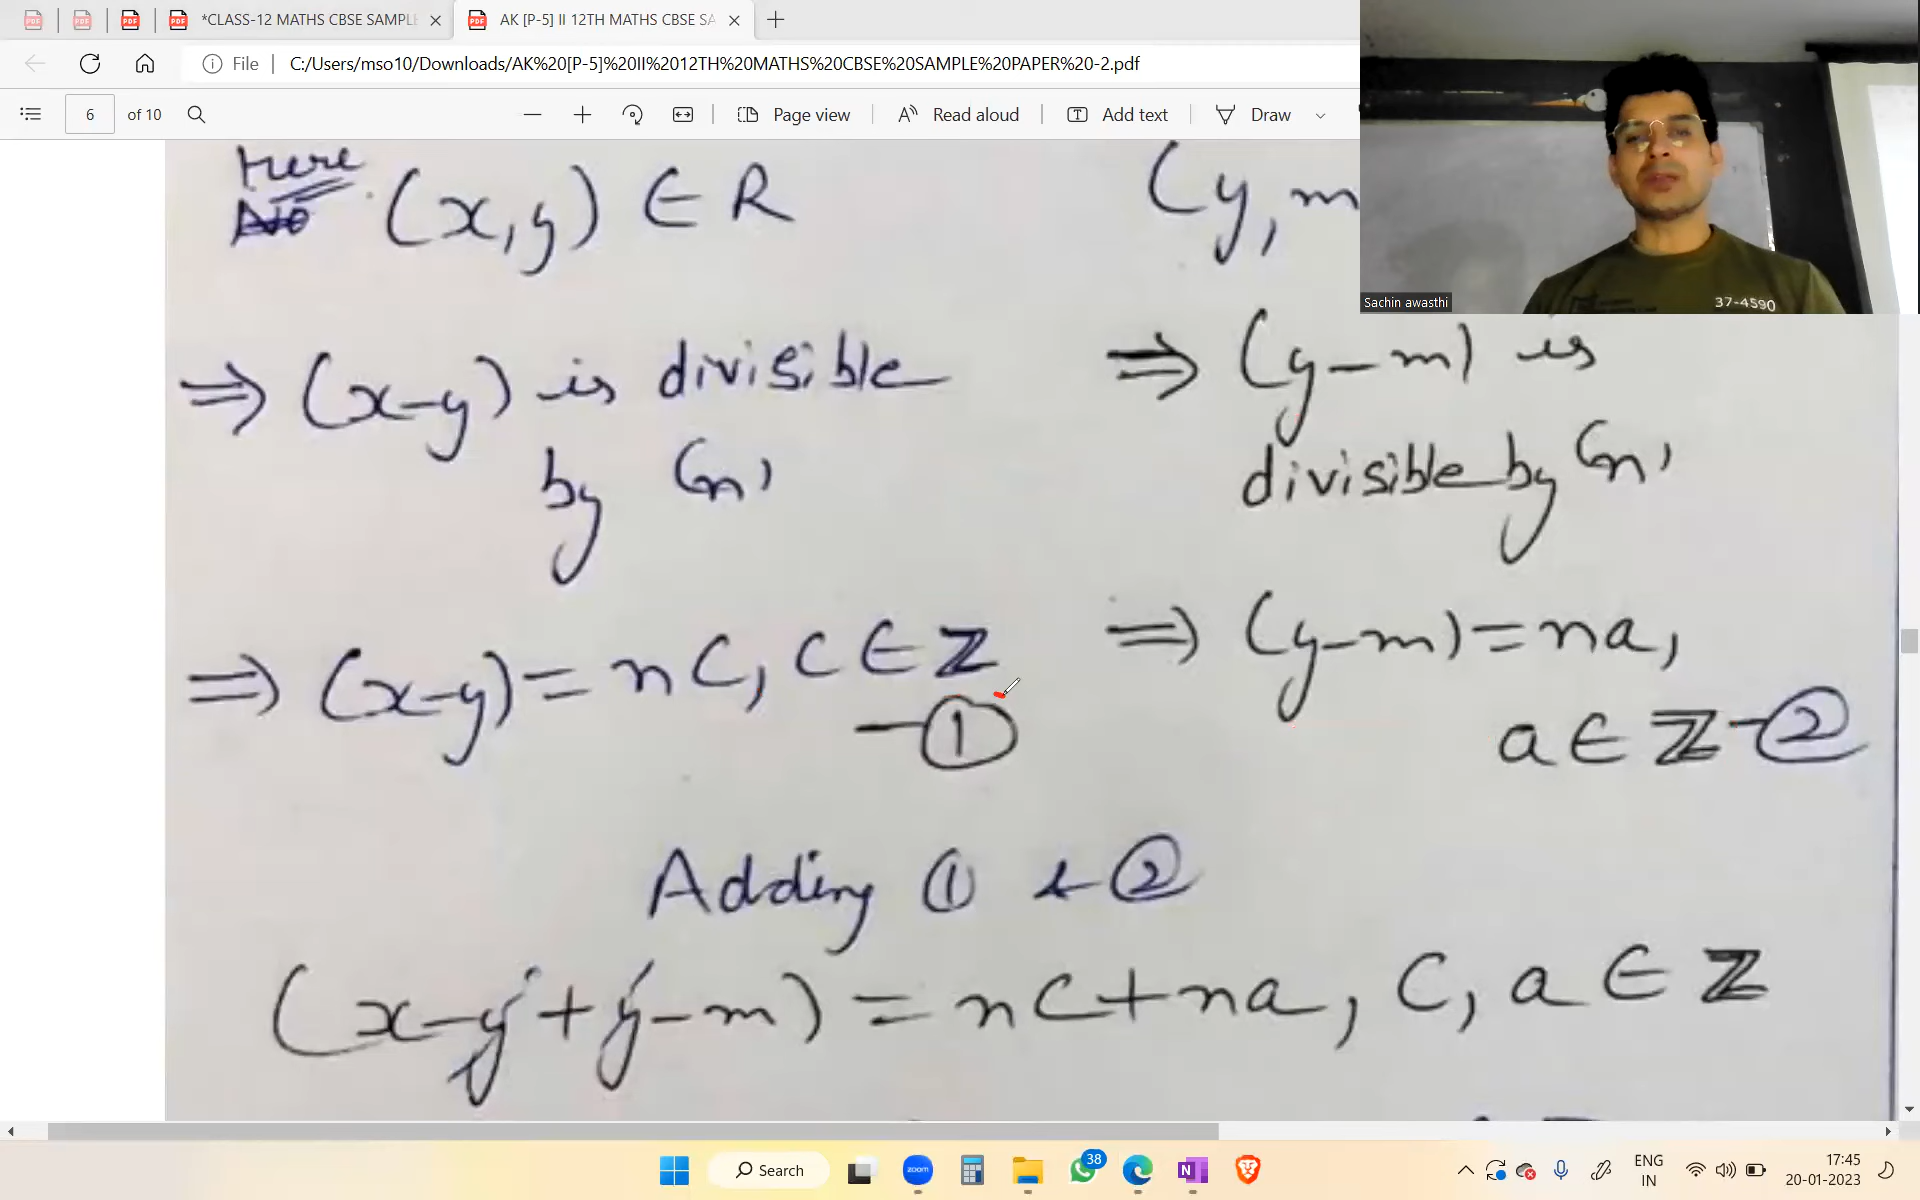 *CLASS-12 MATHS CBSE SAMPL
AK [P-5] II 12TH MATHS CBSE SA
File
C:/Users/mso10/Downloads/AK%20[P-5]%20II%2012TH%20MATHS%20CBSE%20SAMPLE%20PAPER%20-2.pdf
6 of 10
Page view
Read aloud
Add text
Draw
Sachin awasthi
37-4590
Here
(x,y) ∈ R
(y, m
⇒ (x-y) is divisible
by 'n'
⇒ (y-m) is
divisible by 'n'
⇒ (x-y) = nc, c ∈ Z
—①
⇒ (y-m) = na,
a ∈ Z -②
Adding ① & ②
(x-y+y-m) = nc+na, c, a ∈ Z
Search
zoom
38
ENG
IN
17:45
20-01-2023